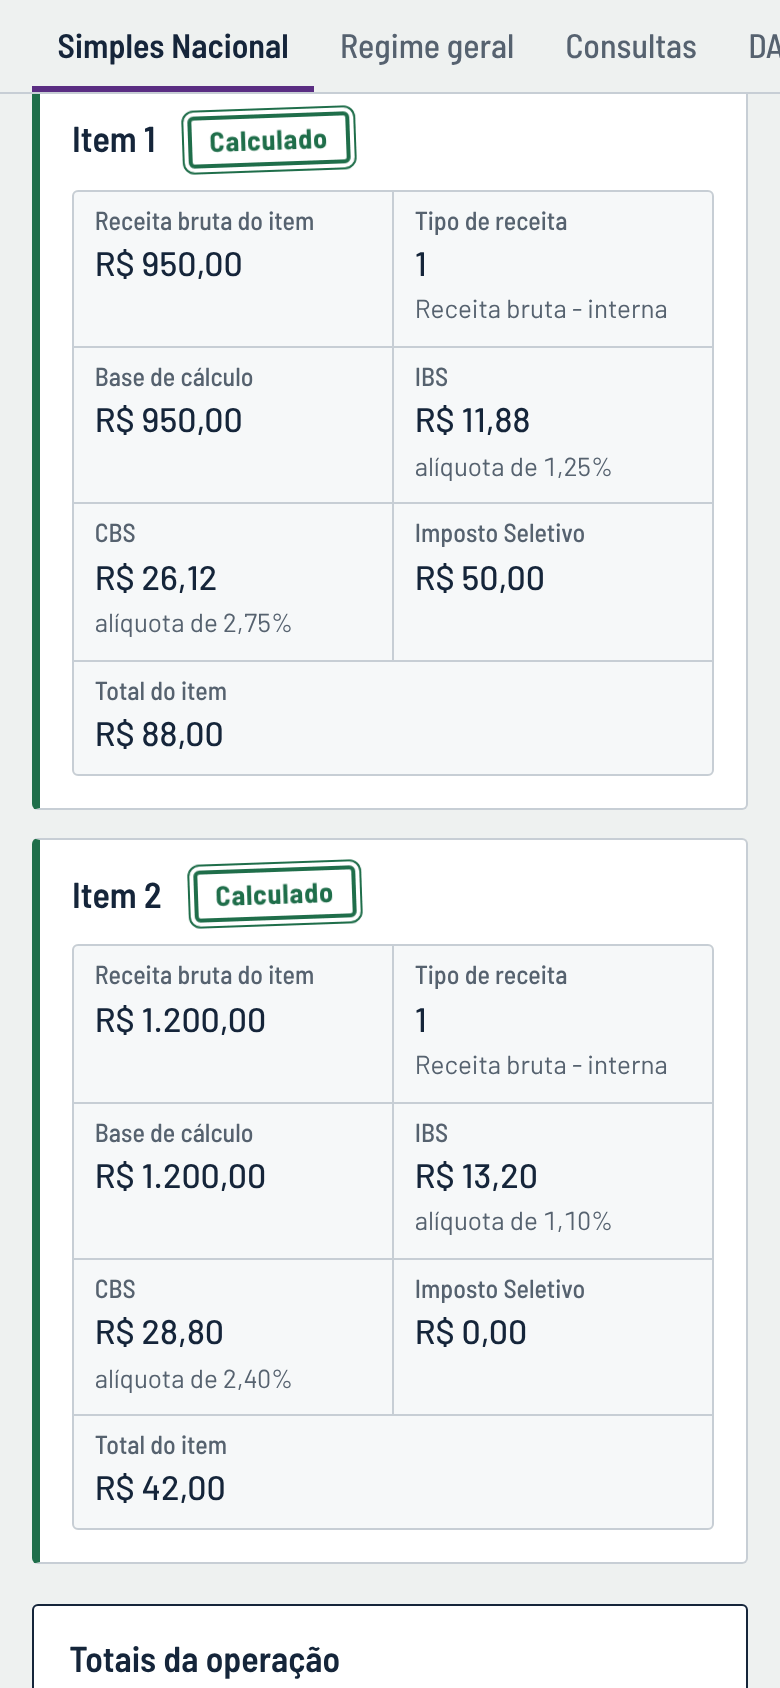 Simples Nacional Regime geral Consultas DA
Item 1 Calculado
Receita bruta do item
R$ 950,00
Tipo de receita
1
Receita bruta - interna
Base de cálculo
R$ 950,00
IBS
R$ 11,88
alíquota de 1,25%
CBS
R$ 26,12
alíquota de 2,75%
Imposto Seletivo
R$ 50,00
Total do item
R$ 88,00
Item 2 Calculado
Receita bruta do item
R$ 1.200,00
Tipo de receita
1
Receita bruta - interna
Base de cálculo
R$ 1.200,00
IBS
R$ 13,20
alíquota de 1,10%
CBS
R$ 28,80
alíquota de 2,40%
Imposto Seletivo
R$ 0,00
Total do item
R$ 42,00
Totais da operação